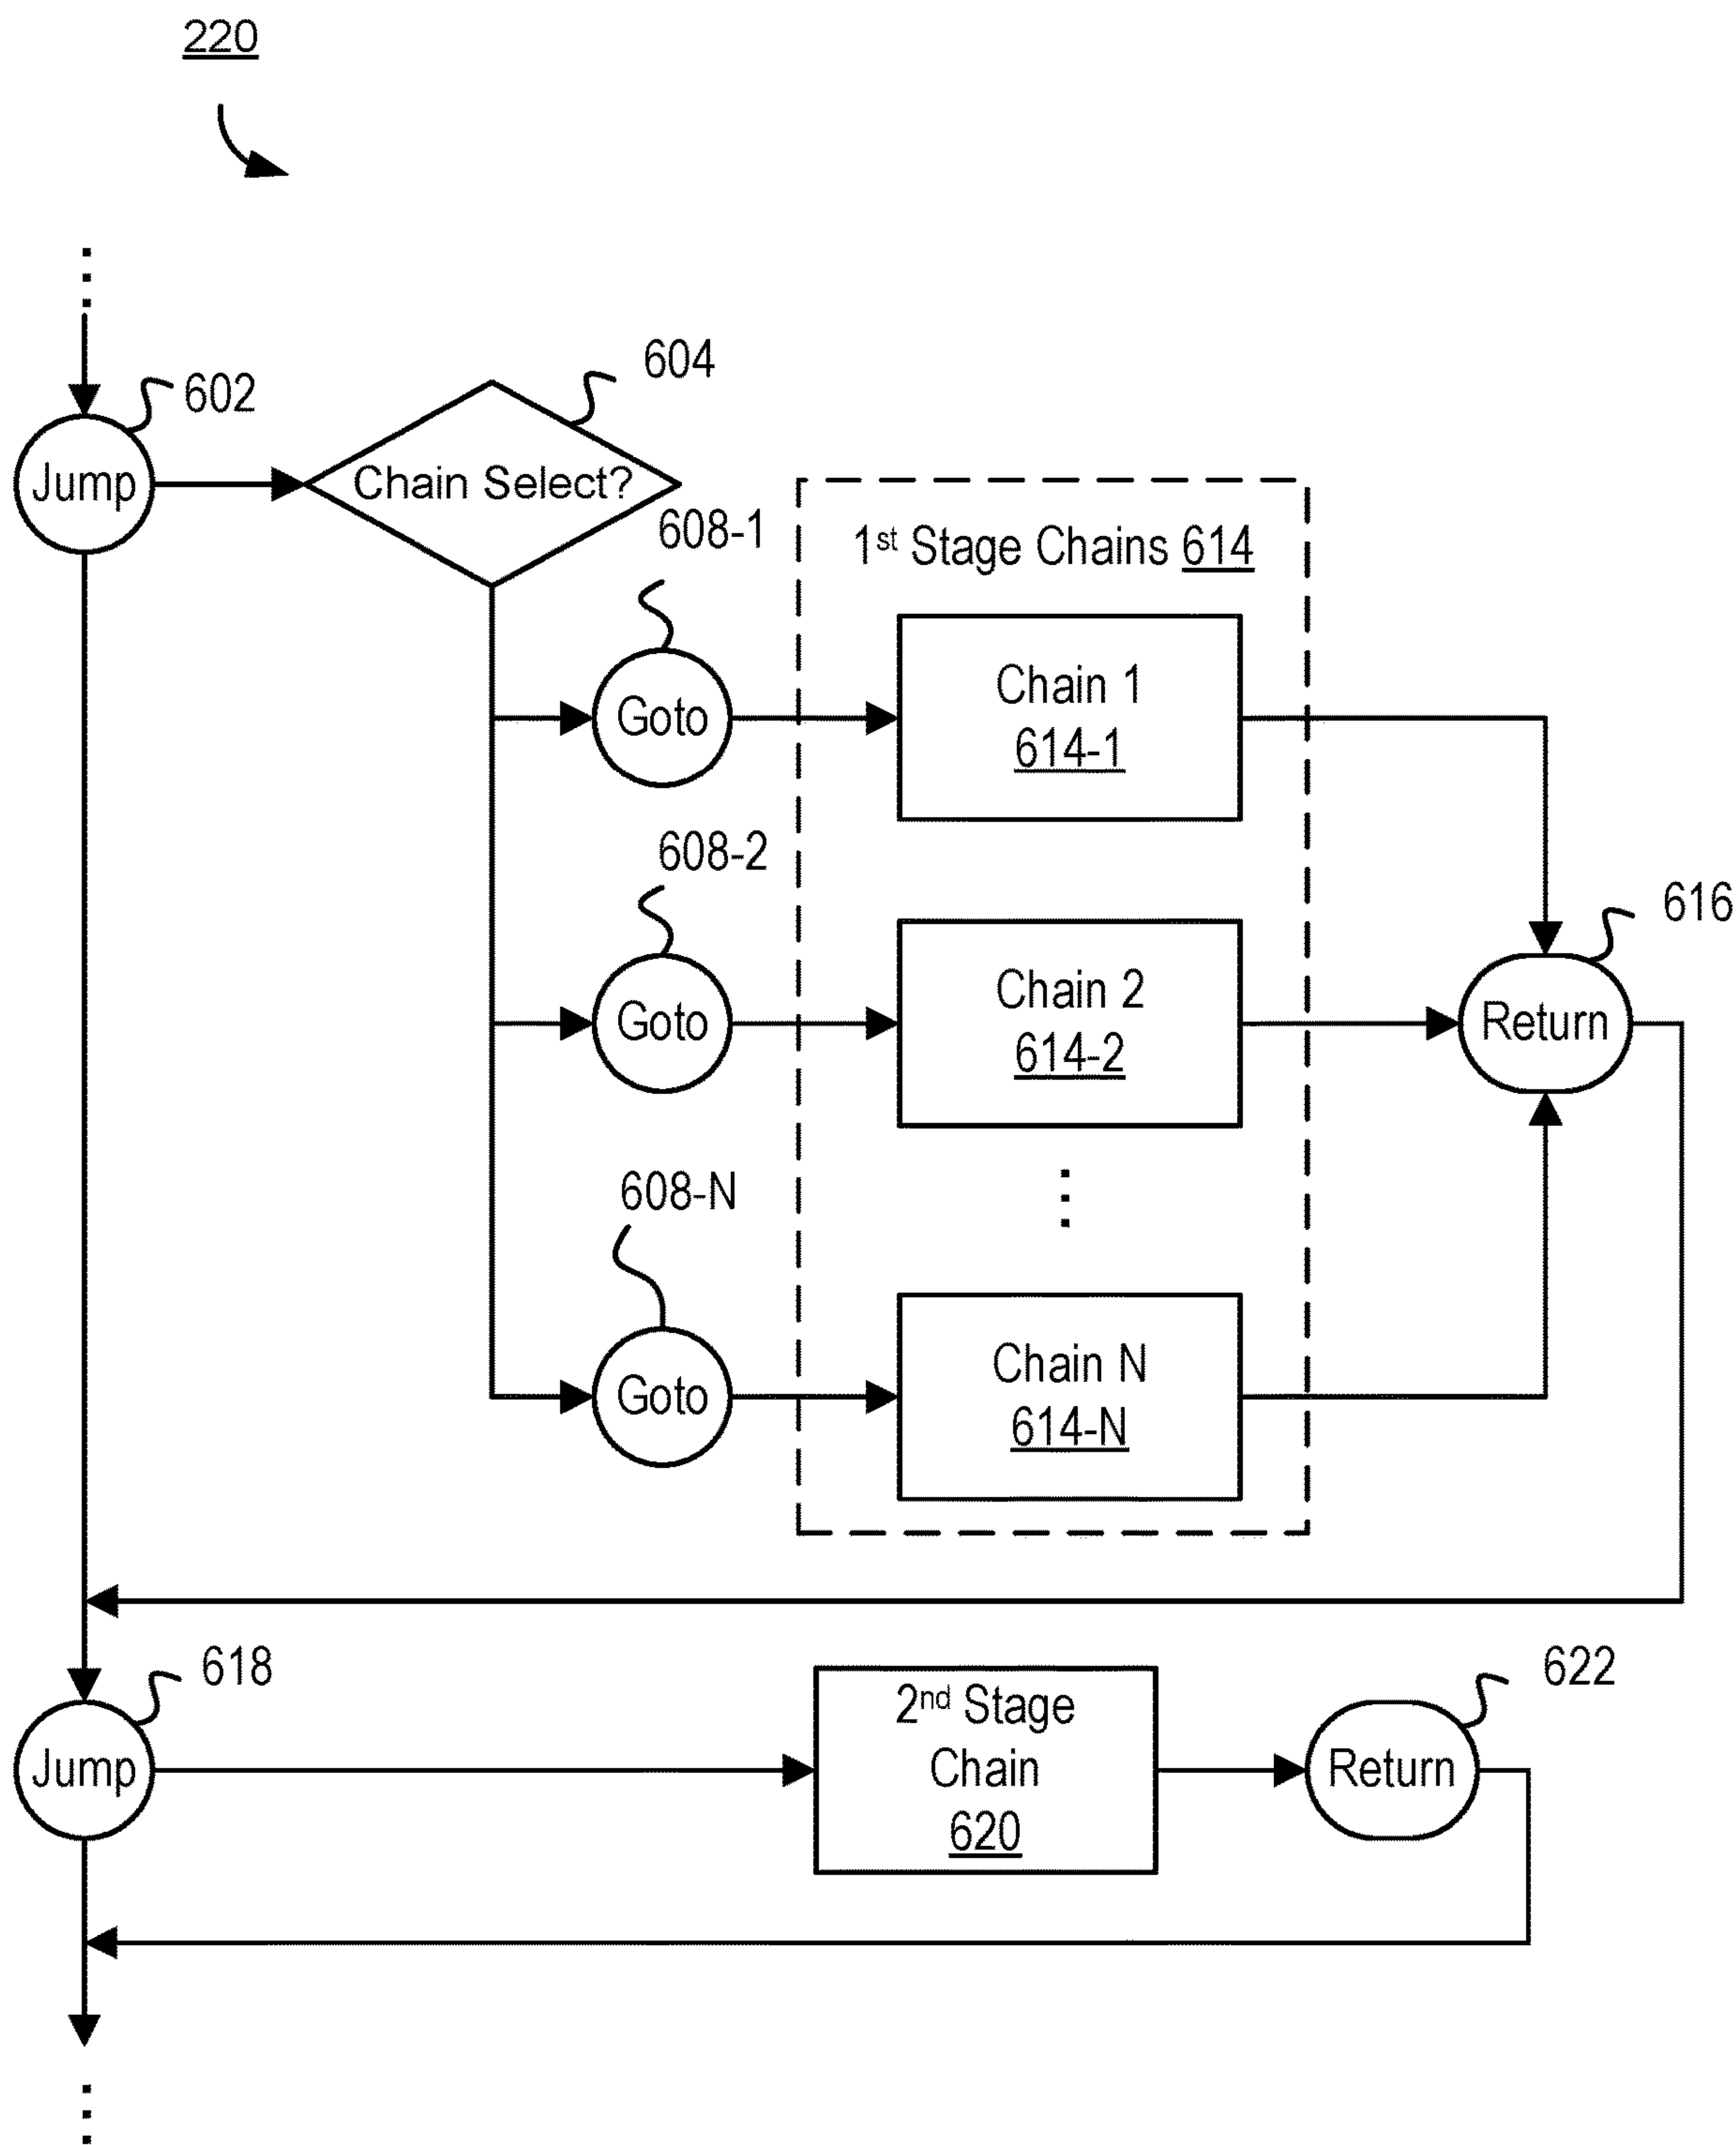 220
604
602
Jump
Chain Select?
608-1
1st Stage Chains 614
Goto
Chain 1
614-1
608-2
616
Goto
Chain 2
614-2
Return
608-N
Goto
Chain N
614-N
618
622
Jump
2nd Stage
Chain
620
Return